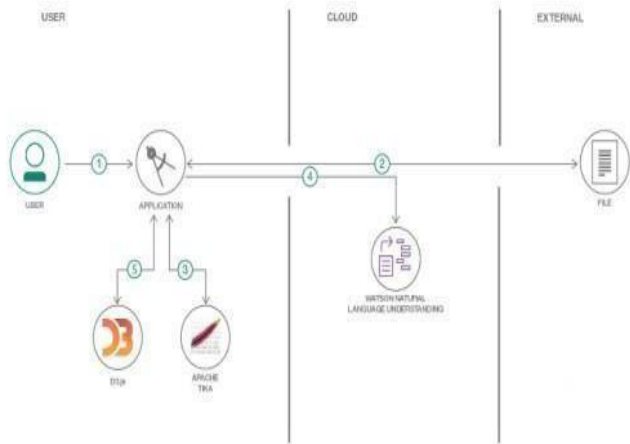 USER
CLOUD
EXTERNAL
1
2
4
USER
APPLICATION
FILE
5
3
WATSON NATURAL
LANGUAGE UNDERSTANDING
D3.js
APACHE
TIKA